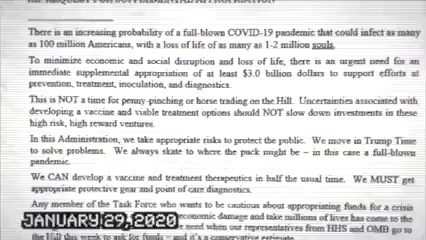 RE: REQUEST FOR SUPPLEMENTAL APPROPRIATION
There is an increasing probability of a full-blown COVID-19 pandemic that could infect as many
as 100 million Americans, with a loss of life of as many as 1-2 million souls.
To minimize economic and social disruption and loss of life, there is an urgent need for an
immediate supplemental appropriation of at least $3.0 billion dollars to support efforts at
prevention, treatment, inoculation, and diagnostics.
This is NOT a time for penny-pinching or horse trading on the Hill. Uncertainties associated with
developing a vaccine and viable treatment options should NOT slow down investments in these
high risk, high reward ventures.
In this Administration, we take appropriate risks to protect the public. We move in Trump Time
to solve problems. We always skate to where the puck might be – in this case a full-blown
pandemic.
We CAN develop a vaccine and treatment therapeutics in half the usual time. We MUST get
appropriate protective gear and point of care diagnostics.
Any member of the Task Force who wants to be cautious about appropriating funds for a crisis
economic damage and take millions of lives has come to the
need when our representatives from HHS and OMB go to
the Hill this week to ask for funds – and it's a conservative estimate.
JANUARY 29, 2020